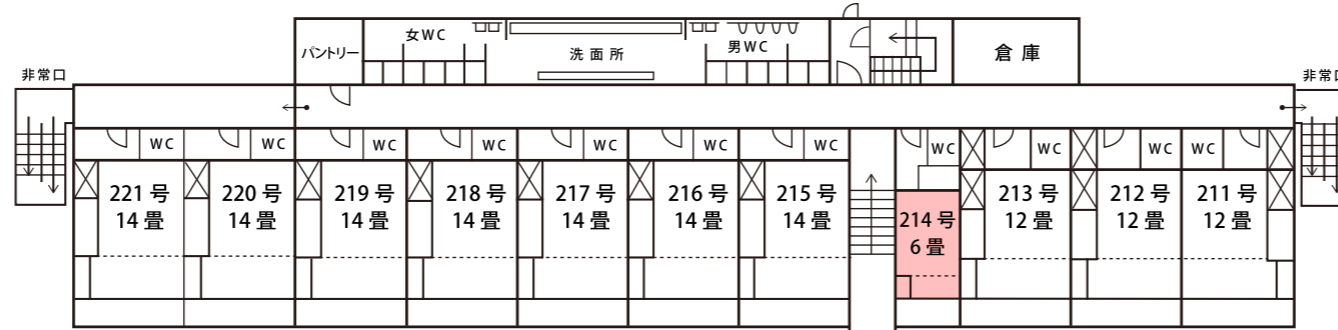 女WC
男WC
パントリー
洗面所
倉庫
非常口
非常口
WC
WC
WC
WC
WC
WC
WC
WC
WC
WC
WC
221号
14畳
220号
14畳
219号
14畳
218号
14畳
217号
14畳
216号
14畳
215号
14畳
214号
6畳
213号
12畳
212号
12畳
211号
12畳